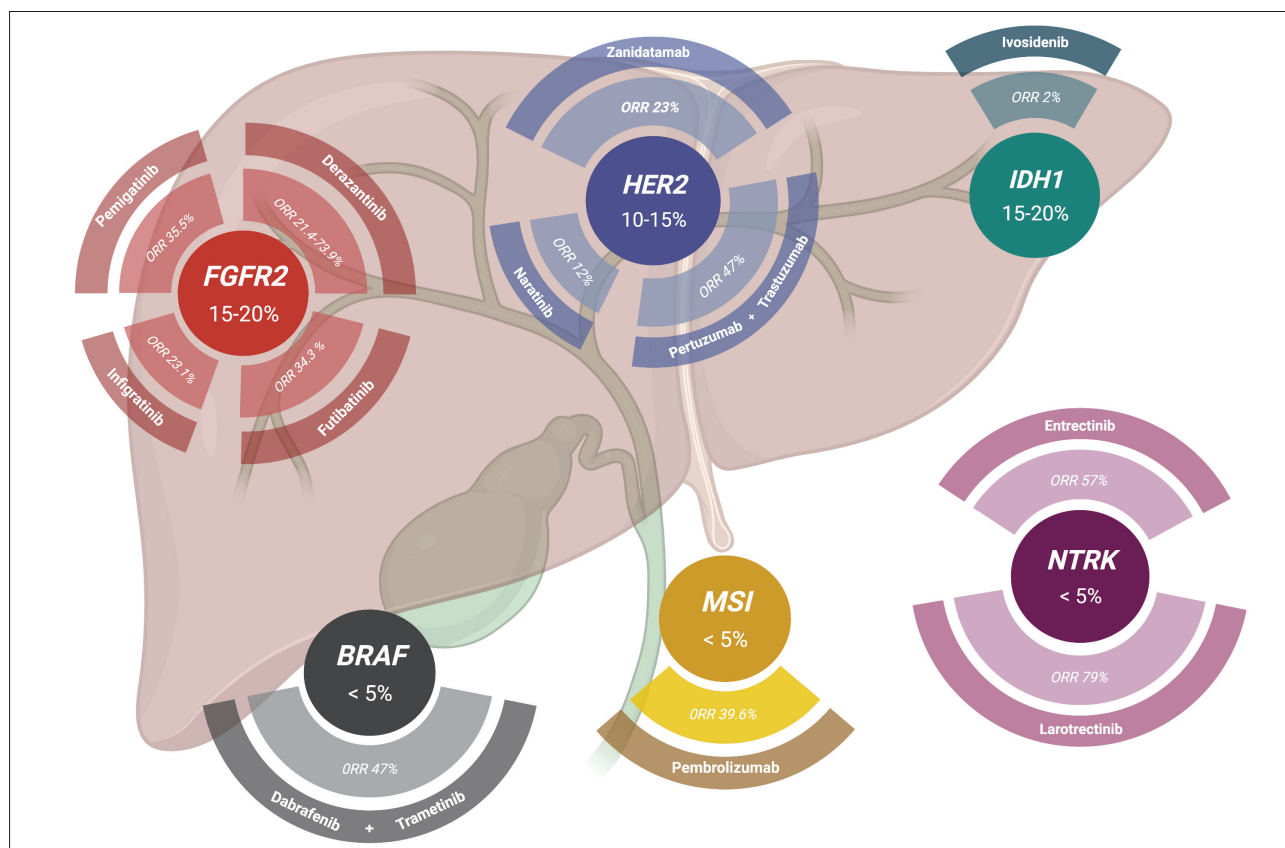 Zanidatamab
ORR 23%
HER2
10-15%
Naratinib
ORR 12%
ORR 47%
Pertuzumab + Trastuzumab
Ivosidenib
ORR 2%
IDH1
15-20%
Pemigatinib
ORR 35.5%
Derazantinib
ORR 21.4-73.9%
FGFR2
15-20%
Infigratinib
ORR 23.1%
ORR 34.3 %
Futibatinib
Entrectinib
ORR 57%
NTRK
< 5%
ORR 79%
Larotrectinib
MSI
< 5%
0RR 39.6%
Pembrolizumab
BRAF
< 5%
0RR 47%
Dabrafenib + Trametinib